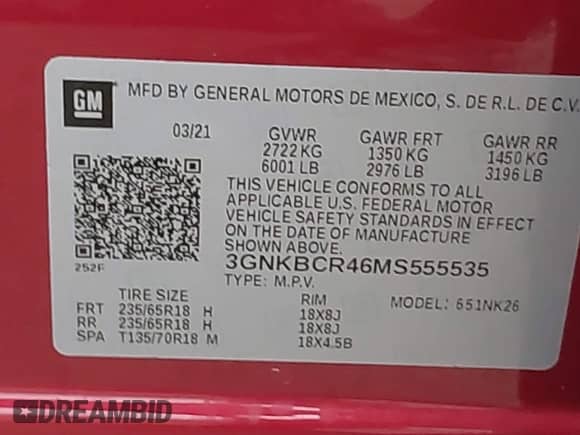 GM
MFD BY GENERAL MOTORS DE MEXICO, S. DE R.L. DE C.V.
03/21 GVWR GAWR FRT GAWR RR
2722 KG 1350 KG 1450 KG
6001 LB 2976 LB 3196 LB
THIS VEHICLE CONFORMS TO ALL
APPLICABLE U.S. FEDERAL MOTOR
VEHICLE SAFETY STANDARDS IN EFFECT
ON THE DATE OF MANUFACTURE
SHOWN ABOVE.
252F
3GNKBCR46MS555535
TYPE: M.P.V.
TIRE SIZE RIM MODEL: 651NK26
FRT 235/65R18 H 18X8J
RR 235/65R18 H 18X8J
SPA T135/70R18 M 18X4.5B
DREAMBID